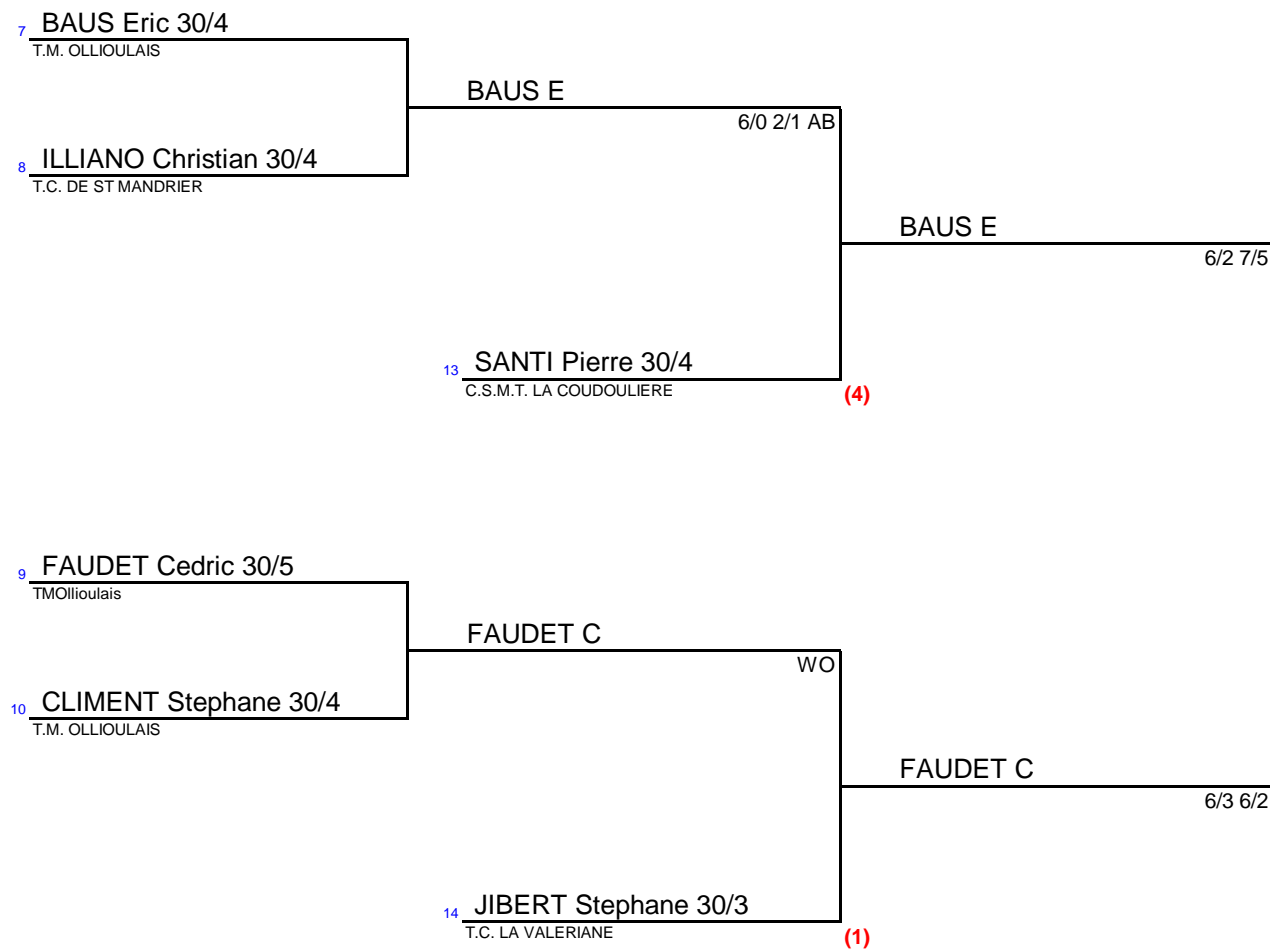 7 BAUS Eric 30/4
T.M. OLLIOULAIS
BAUS E
6/0 2/1 AB
8 ILLIANO Christian 30/4
T.C. DE ST MANDRIER
BAUS E
6/2 7/5
13 SANTI Pierre 30/4
C.S.M.T. LA COUDOULIERE
(4)
9 FAUDET Cedric 30/5
TMOllioulais
FAUDET C
WO
10 CLIMENT Stephane 30/4
T.M. OLLIOULAIS
FAUDET C
6/3 6/2
14 JIBERT Stephane 30/3
T.C. LA VALERIANE
(1)